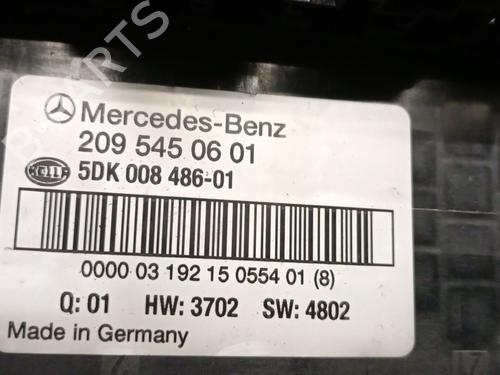 Mercedes-Benz
209 545 06 01
HELLA 5DK 008 486-01
0000 03 192 15 0554 01 (8)
Q: 01 HW: 3702 SW: 4802
Made in Germany